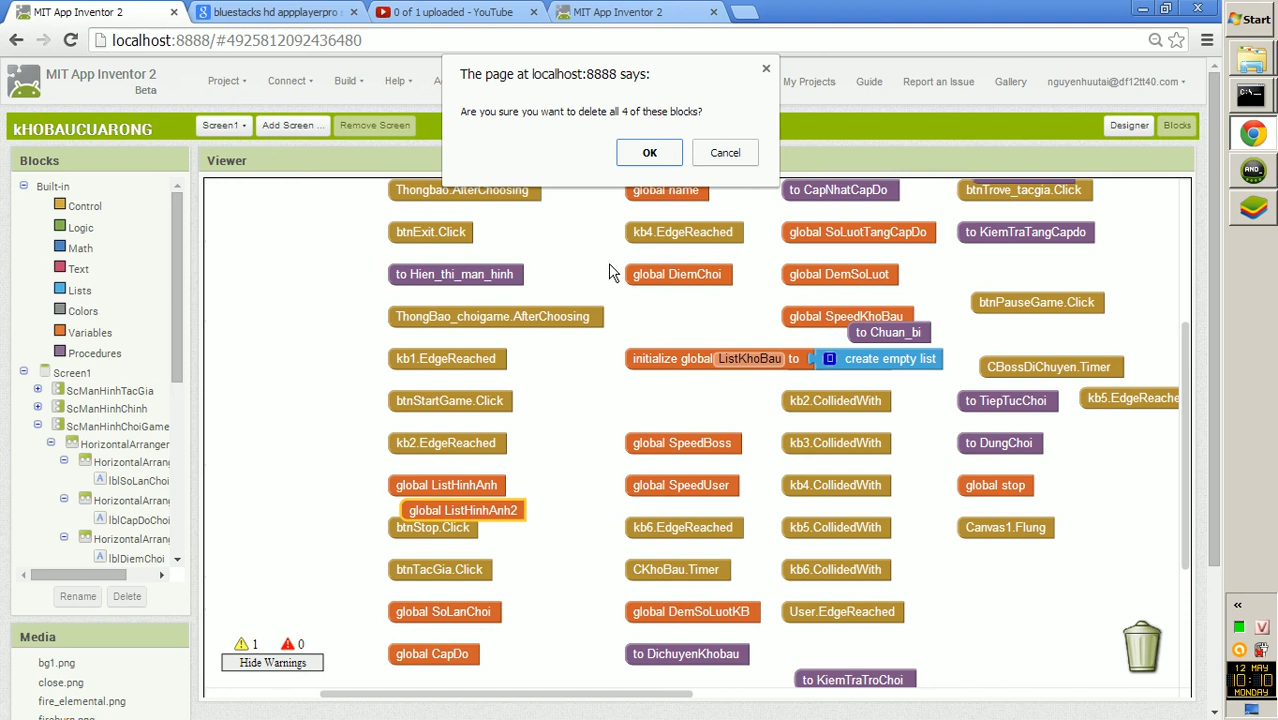 MIT App Inventor 2
bluestacks hd appplayerpro
0 of 1 uploaded - YouTube
MIT App Inventor 2
localhost:8888/#4925812092436480
Start
MIT App Inventor 2
Beta
Project
Connect
Build
Help
My Projects
Guide
Report an Issue
Gallery
nguyenhuutai@df12tt40.com
The page at localhost:8888 says:
Are you sure you want to delete all 4 of these blocks?
OK
Cancel
kHOBAUCUARONG
Screen1
Add Screen ...
Remove Screen
Designer
Blocks
Blocks
Viewer
Built-in
Control
Logic
Math
Text
Lists
Colors
Variables
Procedures
Screen1
ScManHinhTacGia
ScManHinhChinh
ScManHinhChoiGame
HorizontalArranger
HorizontalArrang
lblSoLanChoi
HorizontalArrang
lblCapDoChoi
HorizontalArrang
lblDiemChoi
Rename
Delete
Media
bg1.png
close.png
fire_elemental.png
Thongbao.AfterChoosing
btnExit.Click
to Hien_thi_man_hinh
ThongBao_choigame.AfterChoosing
kb1.EdgeReached
btnStartGame.Click
kb2.EdgeReached
global ListHinhAnh
global ListHinhAnh2
btnStop.Click
btnTacGia.Click
global SoLanChoi
global CapDo
global name
kb4.EdgeReached
global DiemChoi
initialize global ListKhoBau to create empty list
global SpeedBoss
global SpeedUser
kb6.EdgeReached
CKhoBau.Timer
global DemSoLuotKB
to DichuyenKhobau
to CapNhatCapDo
global SoLuotTangCapDo
global DemSoLuot
global SpeedKhoBau
to Chuan_bi
kb2.CollidedWith
kb3.CollidedWith
kb4.CollidedWith
kb5.CollidedWith
kb6.CollidedWith
User.EdgeReached
to KiemTraTroChoi
btnTrove_tacgia.Click
to KiemTraTangCapdo
btnPauseGame.Click
CBossDiChuyen.Timer
kb5.EdgeReache
to TiepTucChoi
to DungChoi
global stop
Canvas1.Flung
1
0
Hide Warnings
C:\
AND_
12 MAY
10:10
MONDAY